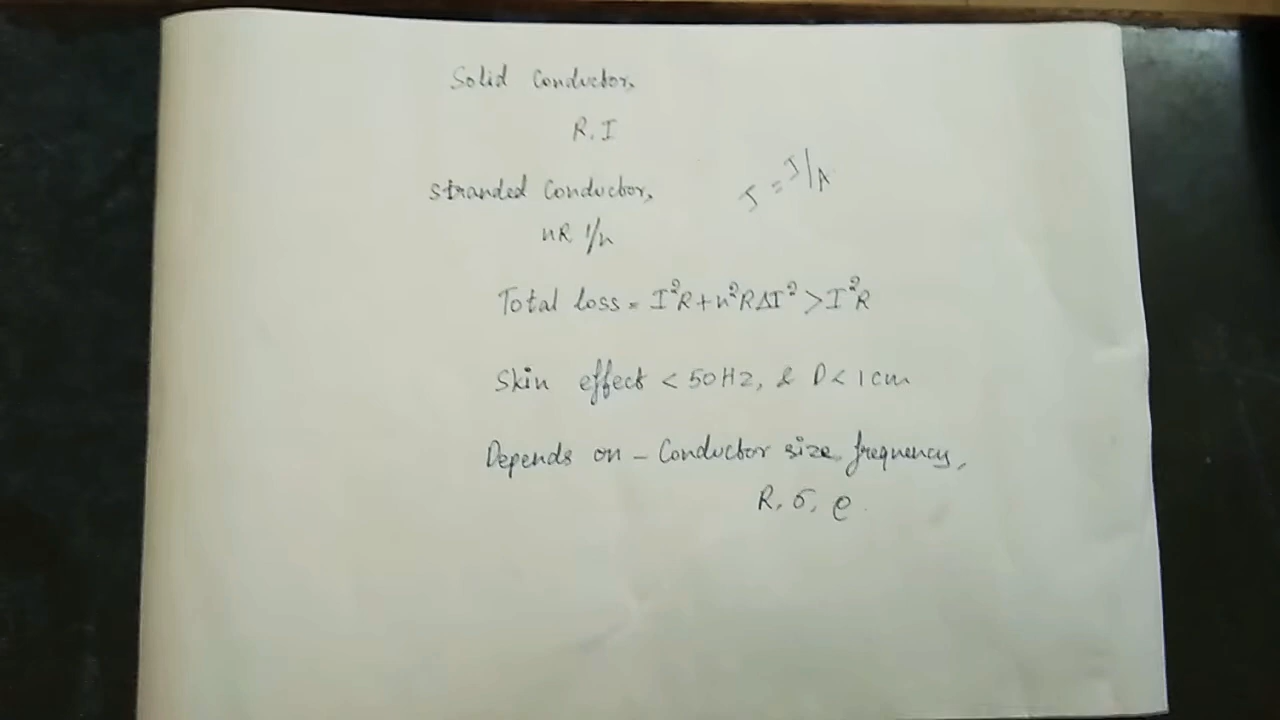 Solid Conductor,
R, I
Stranded Conductor,
J = I/A
nR I/n
Total loss = I²R + n²RΔI² > I²R
Skin effect < 50Hz, & D < 1cm
Depends on - Conductor size, frequency,
R, σ, ρ.